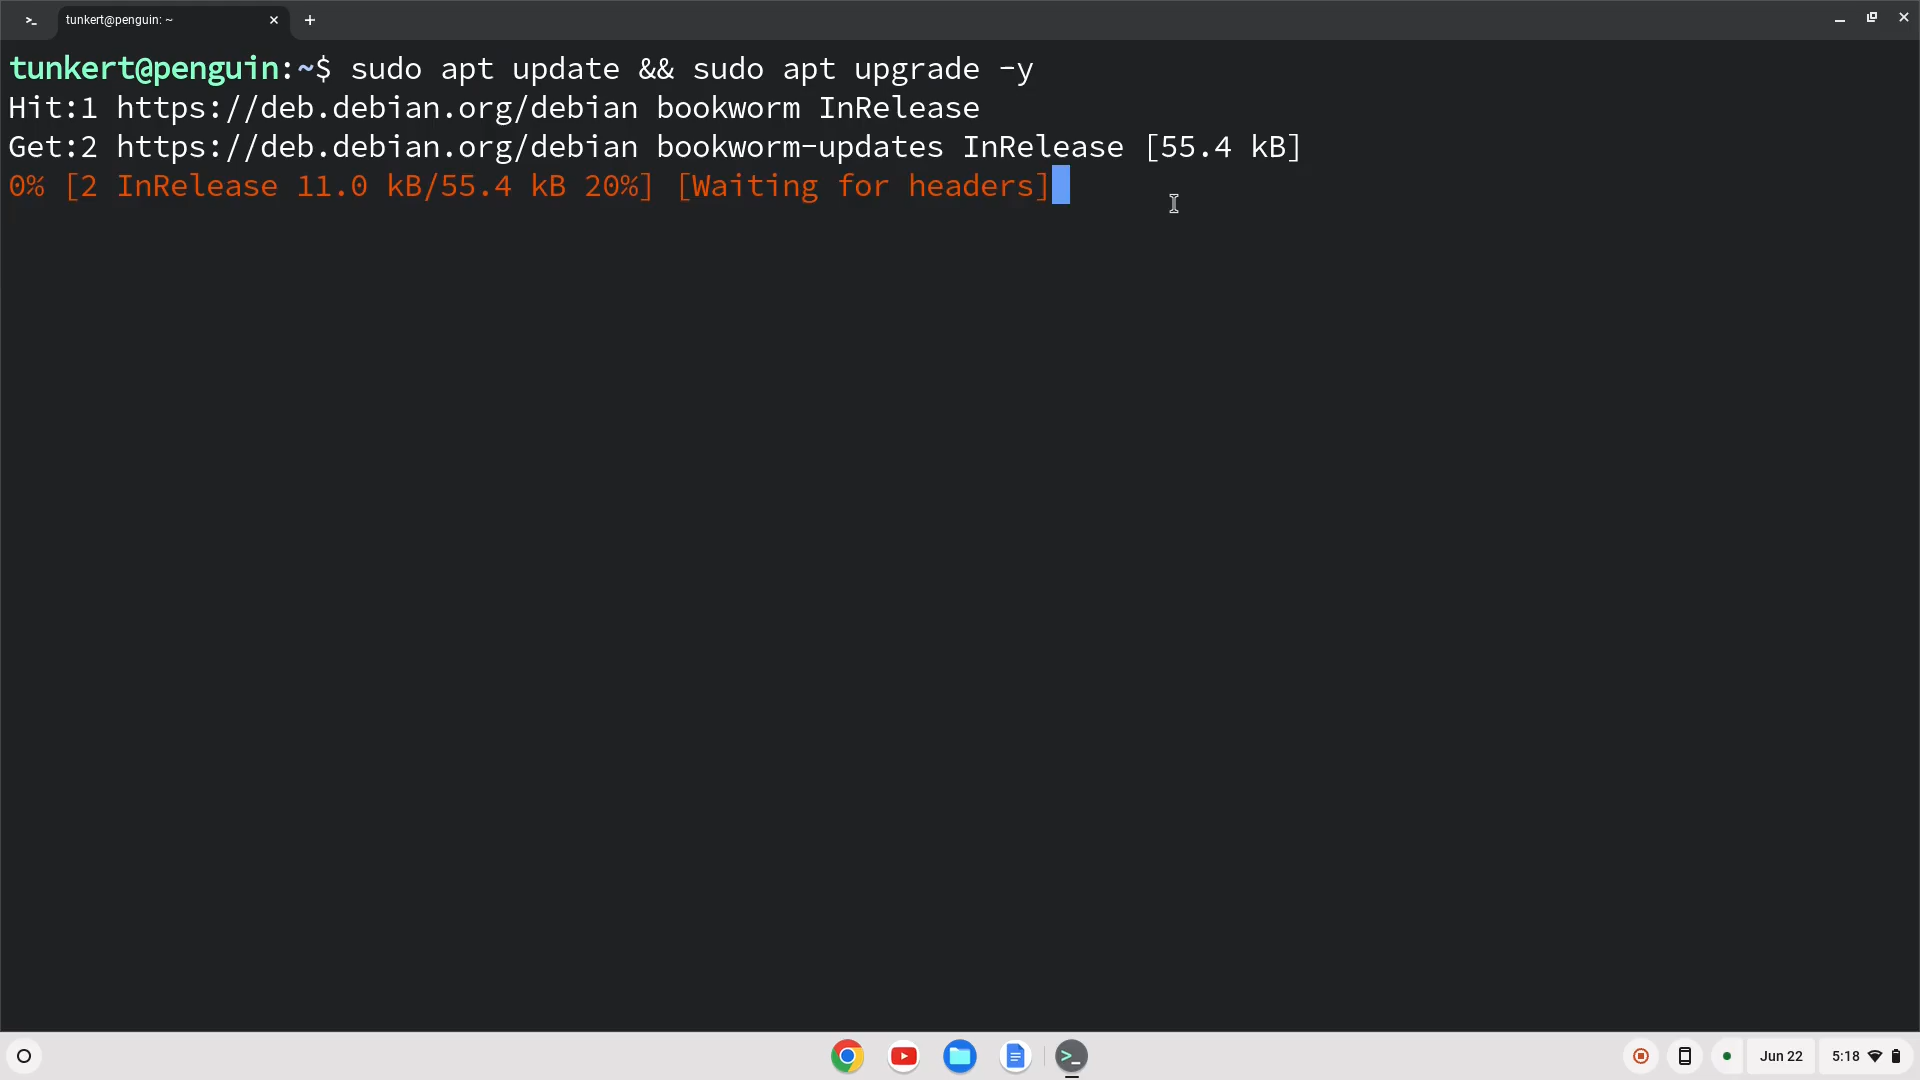 >_ tunkert@penguin: ~
tunkert@penguin:~$ sudo apt update && sudo apt upgrade -y
Hit:1 https://deb.debian.org/debian bookworm InRelease
Get:2 https://deb.debian.org/debian bookworm-updates InRelease [55.4 kB]
0% [2 InRelease 11.0 kB/55.4 kB 20%] [Waiting for headers]
>_ Jun 22 5:18